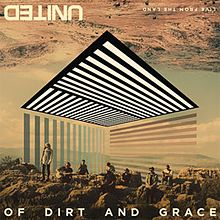 UNITED
LIVE FROM THE LAND
OF DIRT AND GRACE